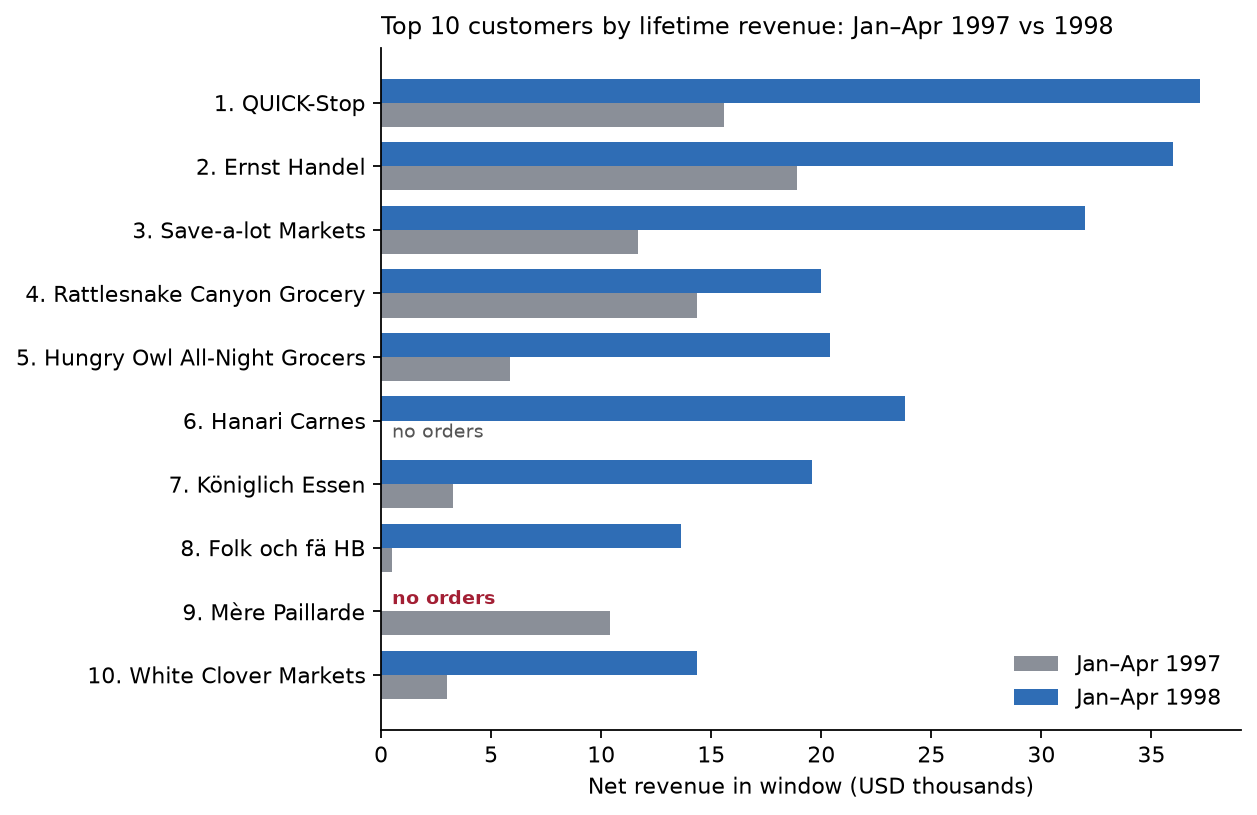 Top 10 customers by lifetime revenue: Jan–Apr 1997 vs 1998
1. QUICK-Stop
2. Ernst Handel
3. Save-a-lot Markets
4. Rattlesnake Canyon Grocery
5. Hungry Owl All-Night Grocers
6. Hanari Carnes
no orders
7. Königlich Essen
8. Folk och fä HB
no orders
9. Mère Paillarde
10. White Clover Markets
Jan–Apr 1997
Jan–Apr 1998
0 5 10 15 20 25 30 35
Net revenue in window (USD thousands)